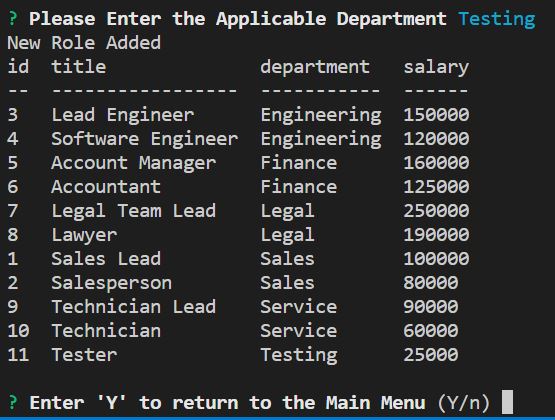 ? Please Enter the Applicable Department Testing
New Role Added
id  title              department   salary
--  -----------------  -----------  ------
3   Lead Engineer      Engineering  150000
4   Software Engineer  Engineering  120000
5   Account Manager    Finance      160000
6   Accountant         Finance      125000
7   Legal Team Lead    Legal        250000
8   Lawyer             Legal        190000
1   Sales Lead         Sales        100000
2   Salesperson        Sales        80000
9   Technician Lead    Service      90000
10  Technician         Service      60000
11  Tester             Testing      25000
? Enter 'Y' to return to the Main Menu (Y/n)